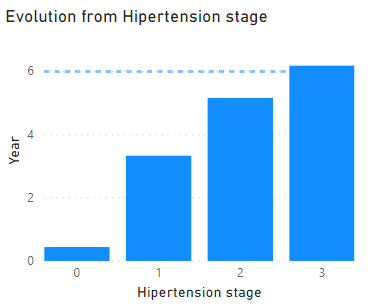 Evolution from Hipertension stage
6
4
2
0
Year
0 1 2 3
Hipertension stage